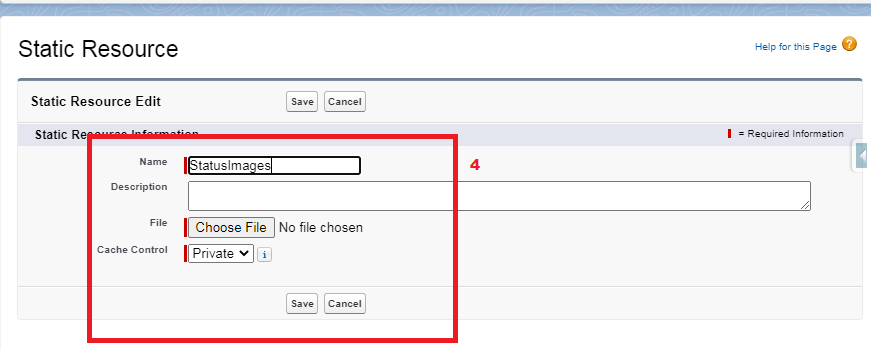 Static Resource
Help for this Page ?
Static Resource Edit Save Cancel
Static Resource Information = Required Information
Name StatusImages 4
Description
File Choose File No file chosen
Cache Control Private i
Save Cancel